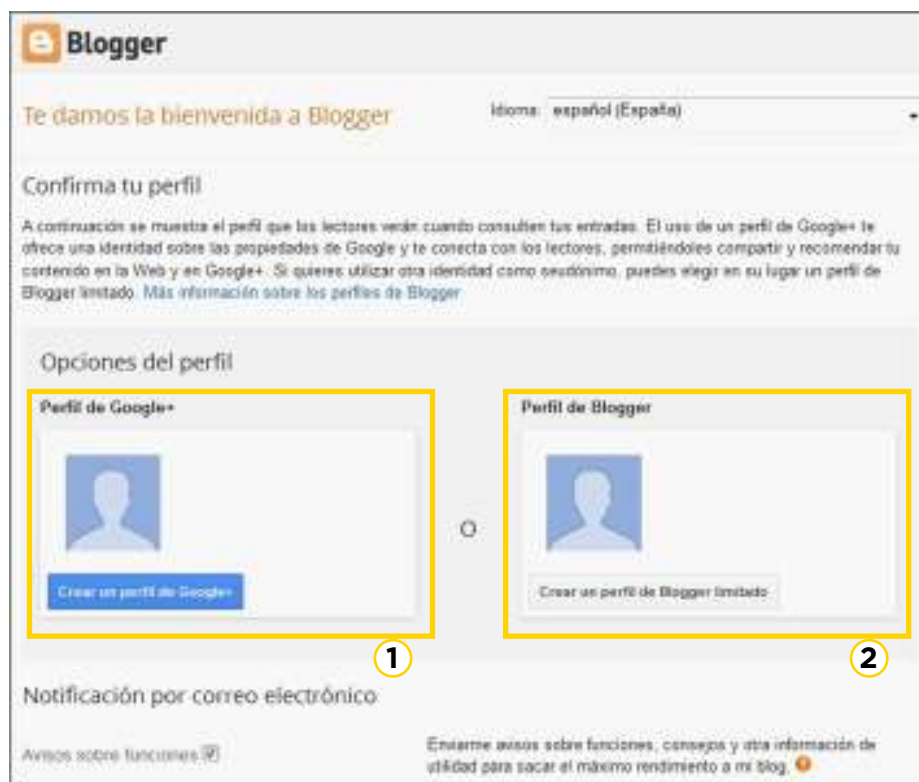 Blogger
Te damos la bienvenida a Blogger
Idioma: español (España)
Confirma tu perfil
A continuación se muestra el perfil que los lectores verán cuando consulten tus entradas. El uso de un perfil de Google+ te
ofrece una identidad sobre las propiedades de Google y te conecta con los lectores, permitiéndoles compartir y recomendar tu
contenido en la Web y en Google+. Si quieres utilizar otra identidad como seudónimo, puedes elegir en su lugar un perfil de
Blogger limitado. Más información sobre los perfiles de Blogger
Opciones del perfil
Perfil de Google+
Perfil de Blogger
O
Crear un perfil de Google+
Crear un perfil de Blogger limitado
1
2
Notificación por correo electrónico
Avisos sobre funciones
Enviarme avisos sobre funciones, consejos y otra información de
utilidad para sacar el máximo rendimiento a mi blog. ?